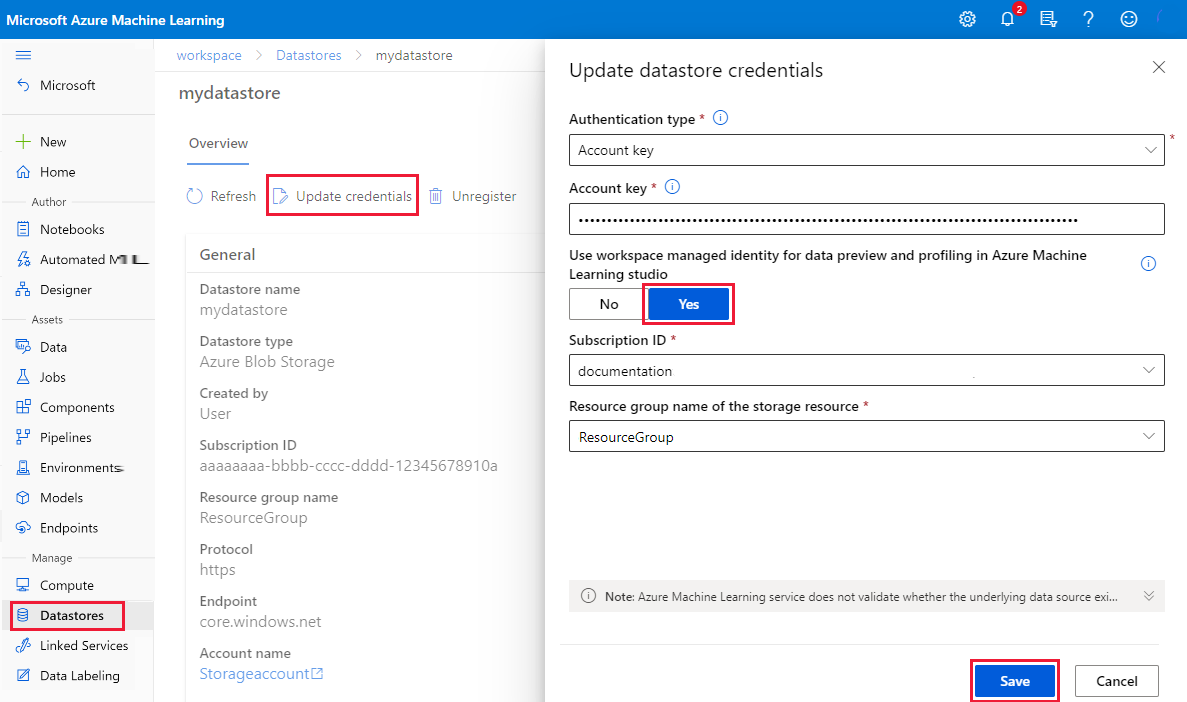 Microsoft Azure Machine Learning
2
Microsoft
New
Home
Author
Notebooks
Automated
Designer
Assets
Data
Jobs
Components
Pipelines
Environments
Models
Endpoints
Manage
Compute
Datastores
Linked Services
Data Labeling
workspace > Datastores > mydatastore
mydatastore
Overview
Refresh
Update credentials
Unregister
General
Datastore name
mydatastore
Datastore type
Azure Blob Storage
Created by
User
Subscription ID
aaaaaaaa-bbbb-cccc-dddd-12345678910a
Resource group name
ResourceGroup
Protocol
https
Endpoint
core.windows.net
Account name
Storageaccount
Update datastore credentials
Authentication type *
Account key
*
Account key *
Use workspace managed identity for data preview and profiling in Azure Machine
Learning studio
No
Yes
Subscription ID *
documentation
Resource group name of the storage resource *
ResourceGroup
Note: Azure Machine Learning service does not validate whether the underlying data source exi...
Save
Cancel